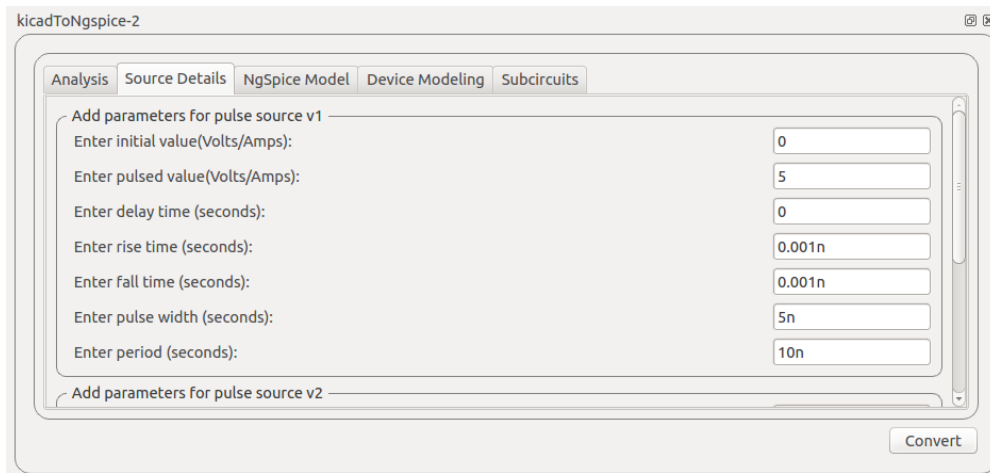 kicadToNgspice-2
Analysis Source Details NgSpice Model Device Modeling Subcircuits
Add parameters for pulse source v1
Enter initial value(Volts/Amps): 0
Enter pulsed value(Volts/Amps): 5
Enter delay time (seconds): 0
Enter rise time (seconds): 0.001n
Enter fall time (seconds): 0.001n
Enter pulse width (seconds): 5n
Enter period (seconds): 10n
Add parameters for pulse source v2
Convert